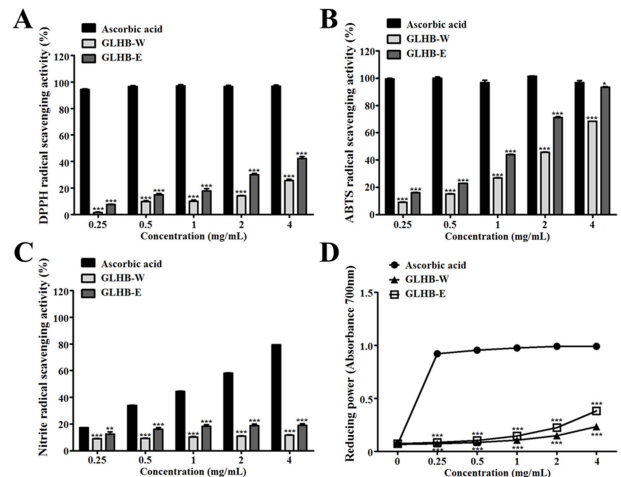 A
Ascorbic acid
GLHB-W
GLHB-E
DPPH radical scavenging activity (%)
120
100
80
60
40
20
0
*** *** *** *** *** *** *** *** *** ***
0.25 0.5 1 2 4
Concentration (mg/mL)
B
Ascorbic acid
GLHB-W
GLHB-E
ABTS radical scavenging activity (%)
120
100
80
60
40
20
0
*** *** *** *** *** *** *** *** *** *
0.25 0.5 1 2 4
Concentration (mg/mL)
C
Ascorbic acid
GLHB-W
GLHB-E
Nitrite radical scavenging activity (%)
120
80
60
40
20
0
*** ** *** *** *** *** *** *** *** ***
0.25 0.5 1 2 4
Concentration (mg/mL)
D
Ascorbic acid
GLHB-W
GLHB-E
Reducing power (Absorbance 700nm)
1.5
1.0
0.5
0.0
*** *** *** *** ***
*** *** *** *** ***
0 0.25 0.5 1 2 4
Concentration (mg/mL)